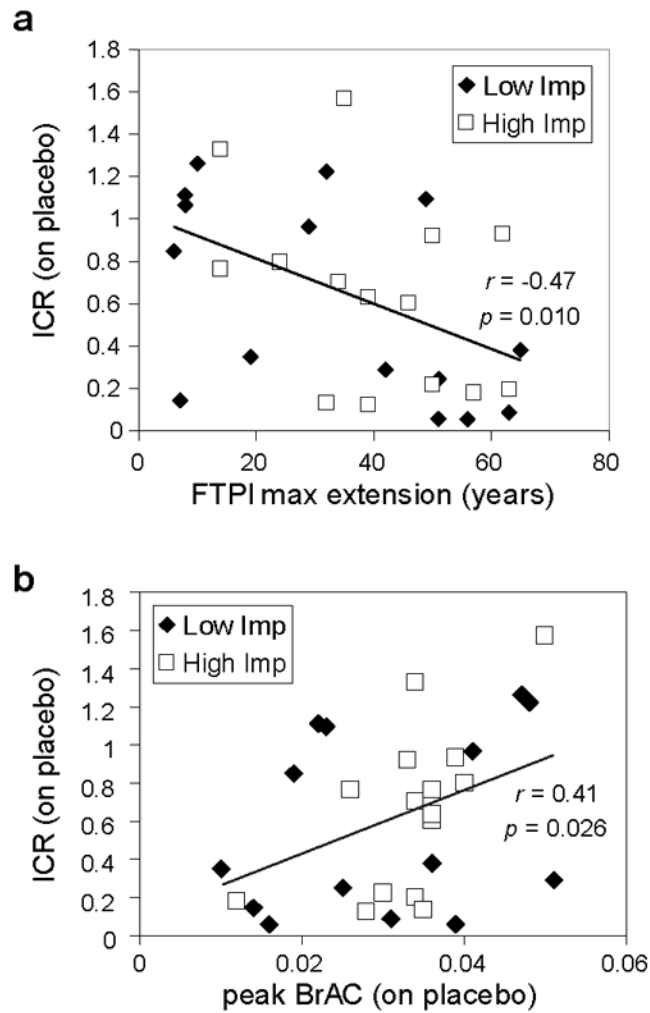 a
1.8
1.6
1.4
1.2
1
0.8
0.6
0.4
0.2
0
ICR (on placebo)
Low Imp
High Imp
r = -0.47
p = 0.010
0 20 40 60 80
FTPI max extension (years)
b
1.8
1.6
1.4
1.2
1
0.8
0.6
0.4
0.2
0
ICR (on placebo)
Low Imp
High Imp
r = 0.41
p = 0.026
0 0.02 0.04 0.06
peak BrAC (on placebo)